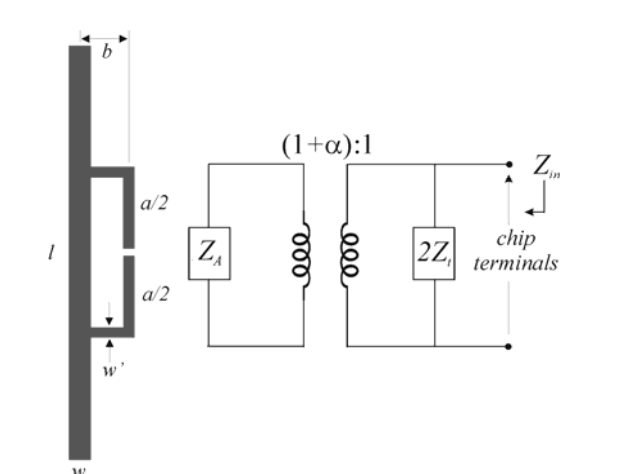 b
(1+α):1
Z_in
a/2
l
Z_A
2Z_t
chip
terminals
a/2
w'
w